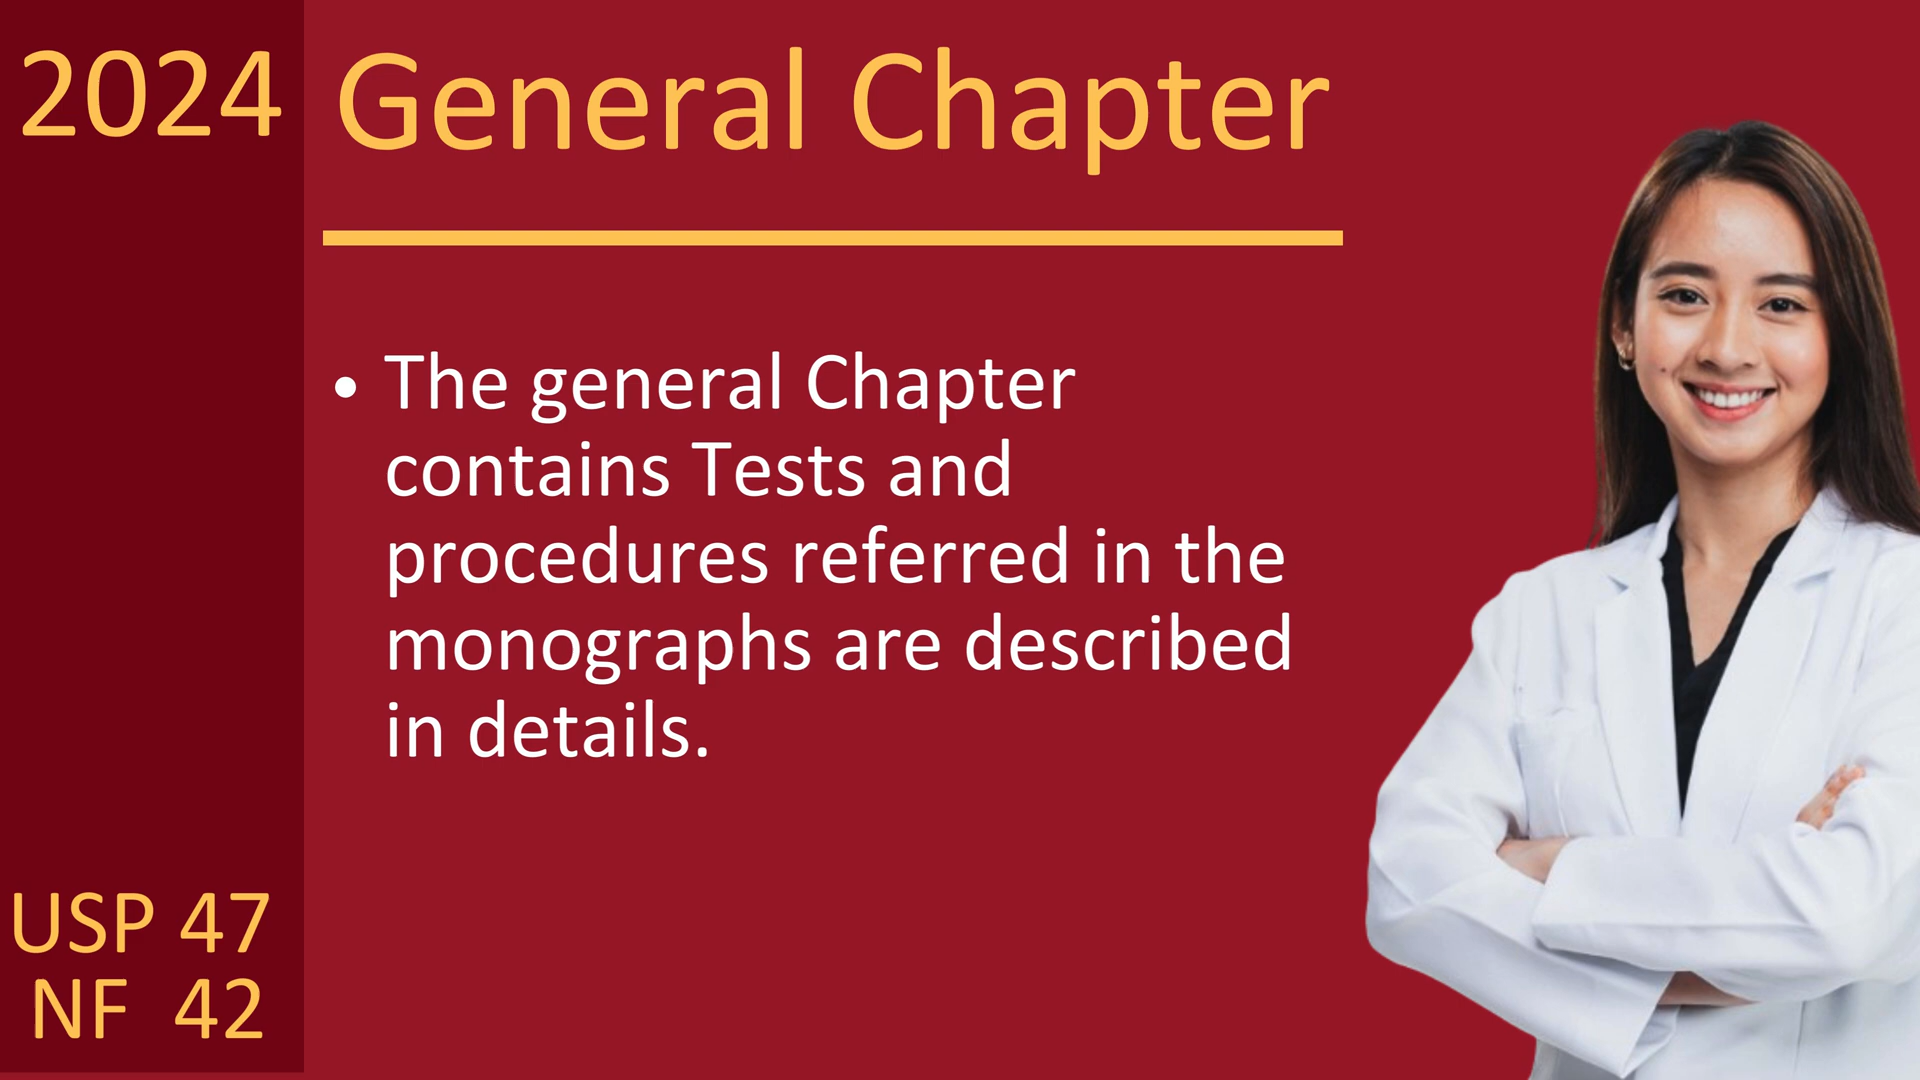 2024
General Chapter
• The general Chapter
contains Tests and
procedures referred in the
monographs are described
in details.
USP 47
NF 42